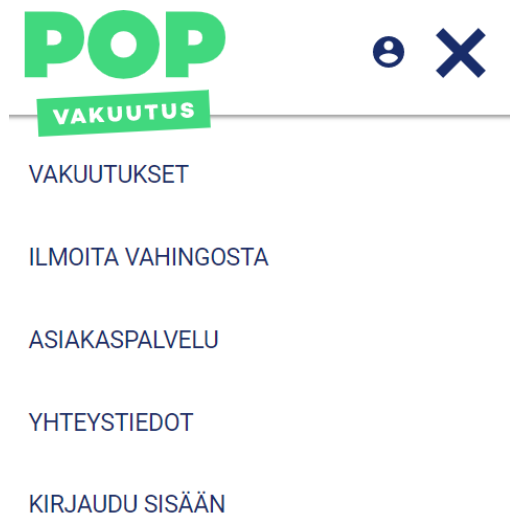 POP
VAKUUTUS
VAKUUTUKSET
ILMOITA VAHINGOSTA
ASIAKASPALVELU
YHTEYSTIEDOT
KIRJAUDU SISÄÄN